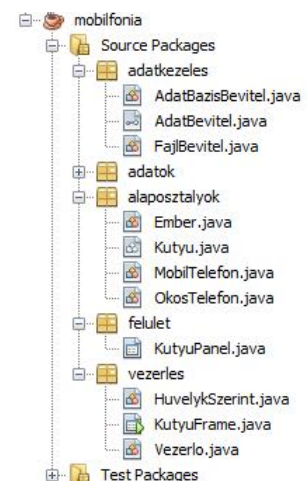 mobilfonia
Source Packages
adatkezeles
AdatBazisBevitel.java
AdatBevitel.java
FajlBevitel.java
adatok
alaposztalyok
Ember.java
Kutyu.java
MobilTelefon.java
OkosTelefon.java
felulet
KutyuPanel.java
vezerles
HuvelykSzerint.java
KutyuFrame.java
Vezerlo.java
Test Packages